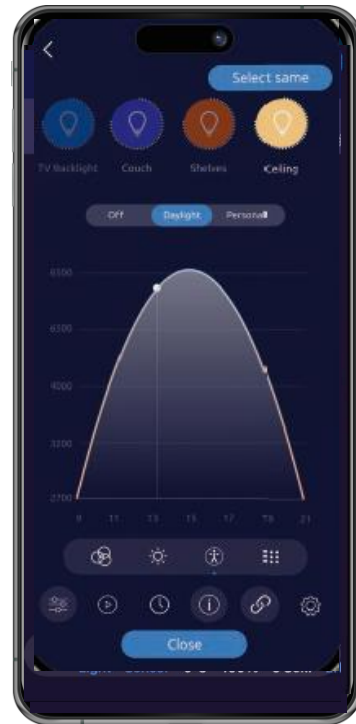 Select same
TV Backlight Couch Shelves Ceiling
Off Daylight Personal
6500
4000
3200
2700
9 11 13 15 17 19 21
Close